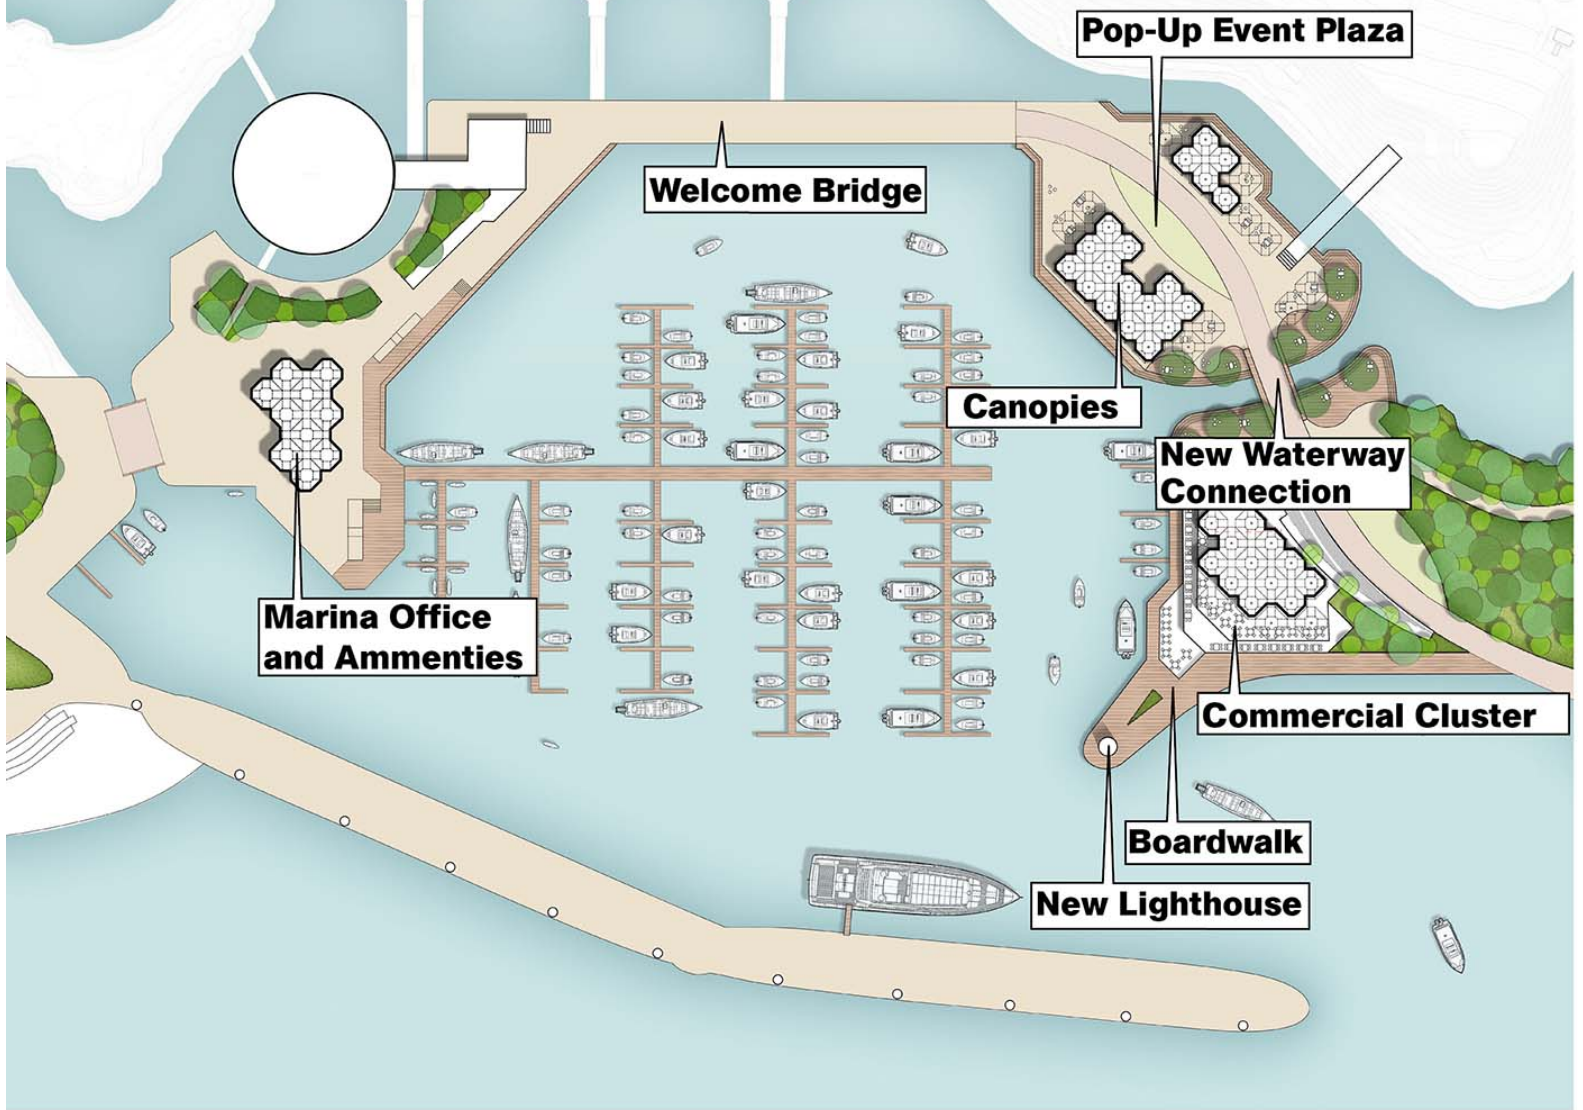 Pop-Up Event Plaza
Welcome Bridge
Canopies
New Waterway
Connection
Marina Office
and Ammenties
Commercial Cluster
Boardwalk
New Lighthouse